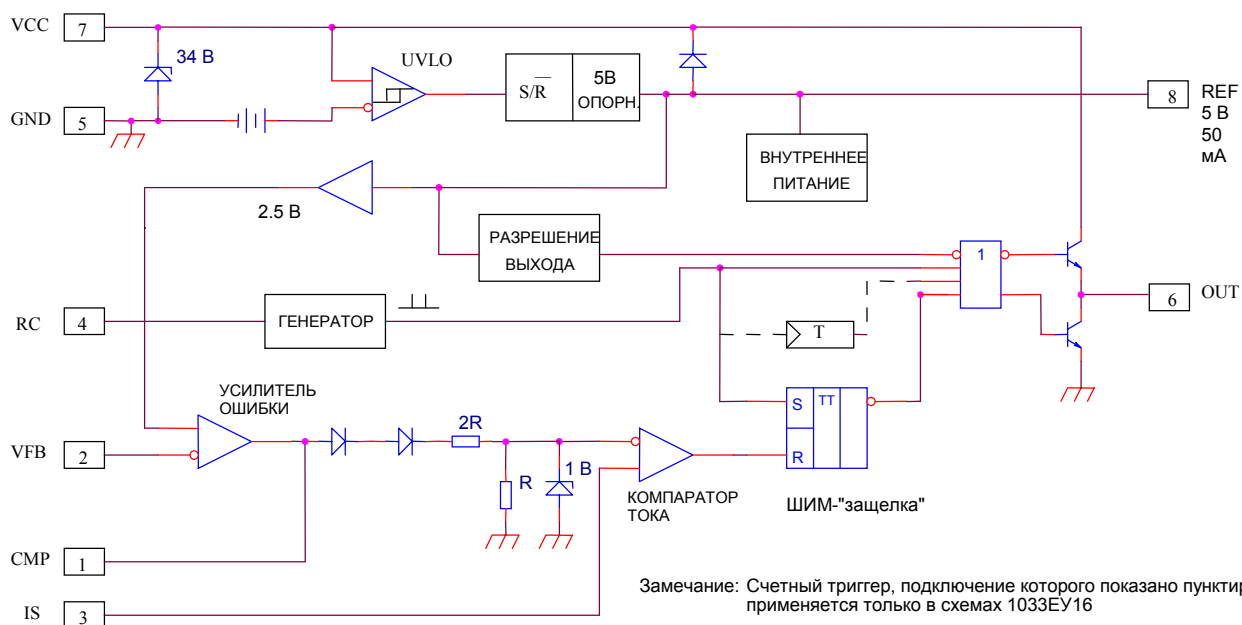 VCC 7
34 В
UVLO
S/R
5В
ОПОРН.
8 REF
5 В
50
мА
GND 5
ВНУТРЕННЕЕ
ПИТАНИЕ
2.5 В
РАЗРЕШЕНИЕ
ВЫХОДА
1
6 OUT
RC 4
ГЕНЕРАТОР
T
УСИЛИТЕЛЬ
ОШИБКИ
S TT
R
VFB 2
2R
R
1 В
КОМПАРАТОР
ТОКА
ШИМ-"защелка"
CMP 1
IS 3
Замечание: Счетный триггер, подключение которого показано
применяется только в схемах 1033ЕУ16